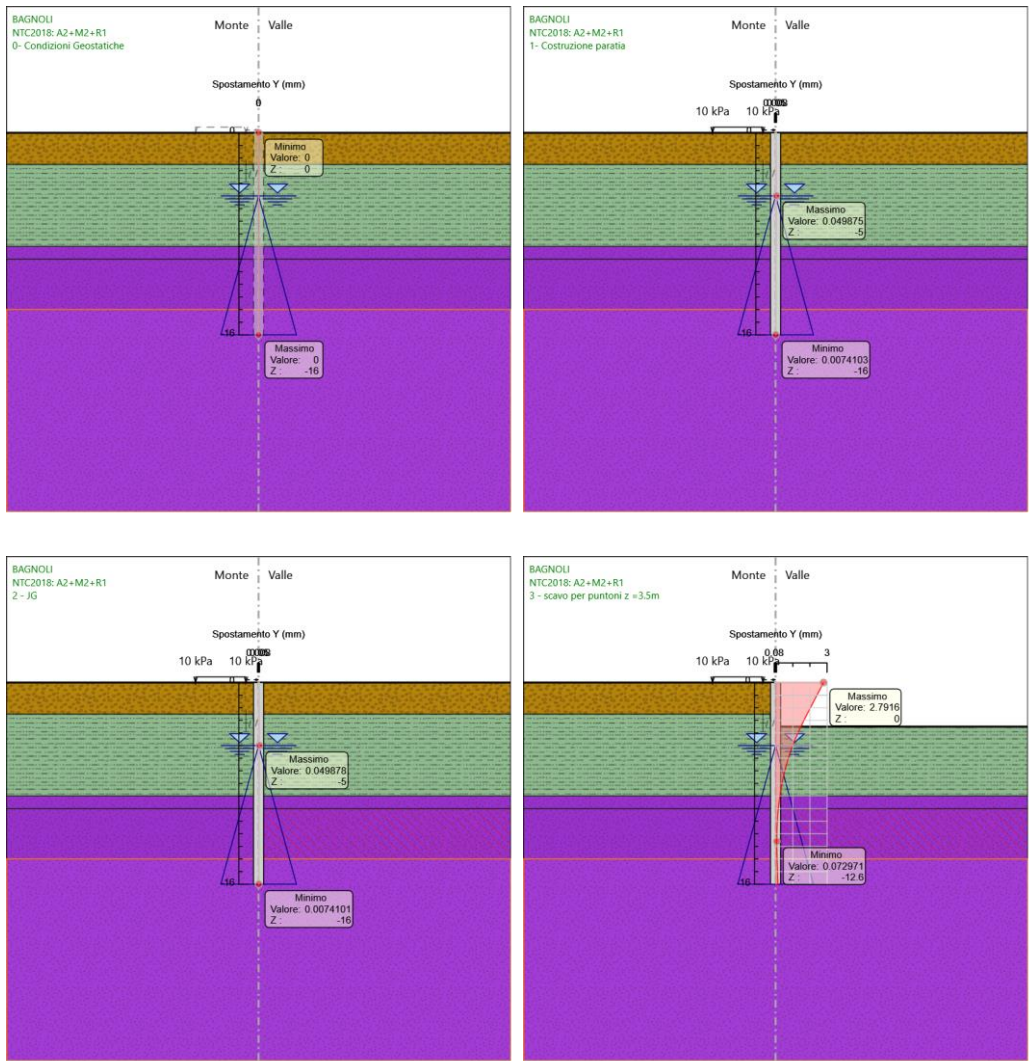 BAGNOLI
NTC2018: A2+M2+R1
0- Condizioni Geostatiche
Monte Valle
Spostamento Y (mm)
0
0
Minimo
Valore: 0
Z : 0
16
Massimo
Valore: 0
Z : -16
BAGNOLI
NTC2018: A2+M2+R1
1- Costruzione paratia
Monte Valle
Spostamento Y (mm)
10 kPa 10 kPa
0
Massimo
Valore: 0.049875
Z : -5
16
Minimo
Valore: 0.0074103
Z : -16
BAGNOLI
NTC2018: A2+M2+R1
2 - JG
Monte Valle
Spostamento Y (mm)
10 kPa 10 kPa
0
Massimo
Valore: 0.049878
Z : -5
16
Minimo
Valore: 0.0074101
Z : -16
BAGNOLI
NTC2018: A2+M2+R1
3 - scavo per puntoni z =3.5m
Monte Valle
Spostamento Y (mm)
0.08 3
10 kPa 10 kPa
0
Massimo
Valore: 2.7916
Z : 0
Minimo
Valore: 0.072971
Z : -12.6
16